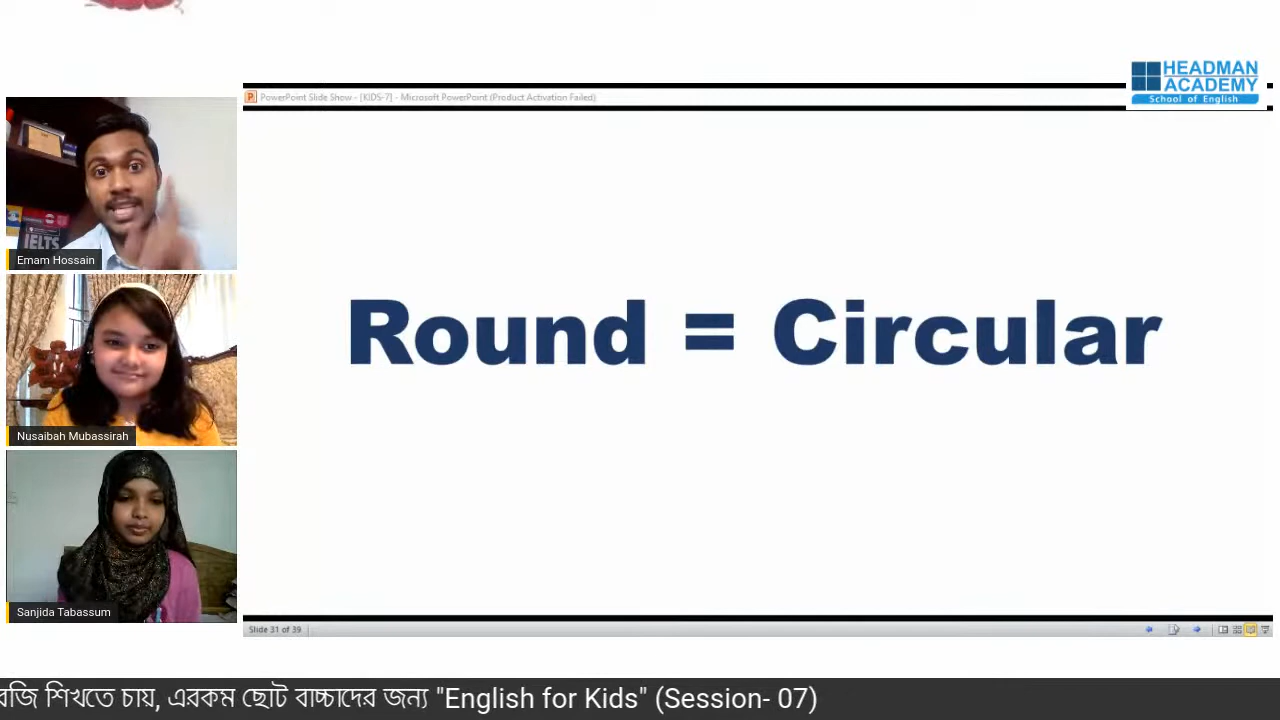 PowerPoint Slide Show - [KIDS-7] - Microsoft PowerPoint (Product Activation Failed)
HEADMAN
ACADEMY
School of English
IELTS
Emam Hossain
Round = Circular
Nusaibah Mubassirah
Sanjida Tabassum
Slide 31 of 39
রেজি শিখতে চায়, এরকম ছোট বাচ্চাদের জন্য "English for Kids" (Session- 07)